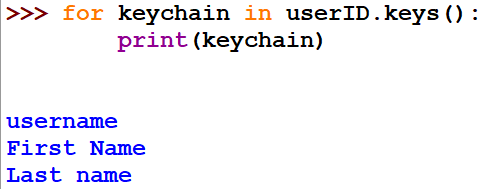 >>> for keychain in userID.keys():
        print(keychain)
username
First Name
Last name